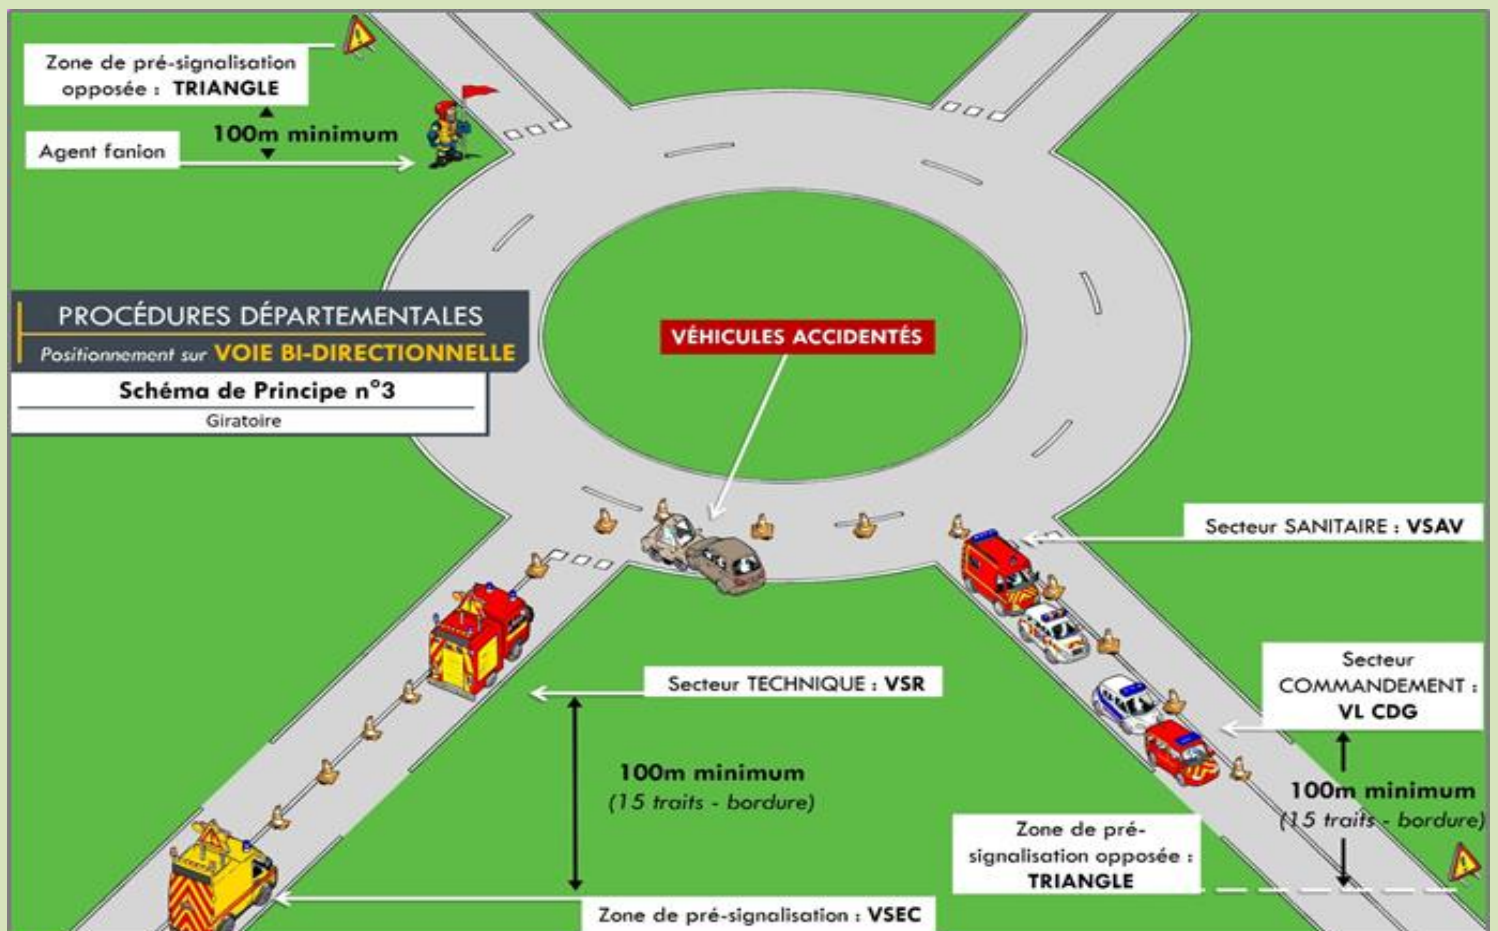 Zone de pré-signalisation
opposée : TRIANGLE
100m minimum
Agent fanion
PROCÉDURES DÉPARTEMENTALES
Positionnement sur VOIE BI-DIRECTIONNELLE
Schéma de Principe n°3
Giratoire
VÉHICULES ACCIDENTÉS
Secteur SANITAIRE : VSAV
Secteur TECHNIQUE : VSR
Secteur
COMMANDEMENT :
VL CDG
100m minimum
(15 traits - bordure)
100m minimum
(15 traits - bordure)
Zone de pré-
signalisation opposée :
TRIANGLE
Zone de pré-signalisation : VSEC